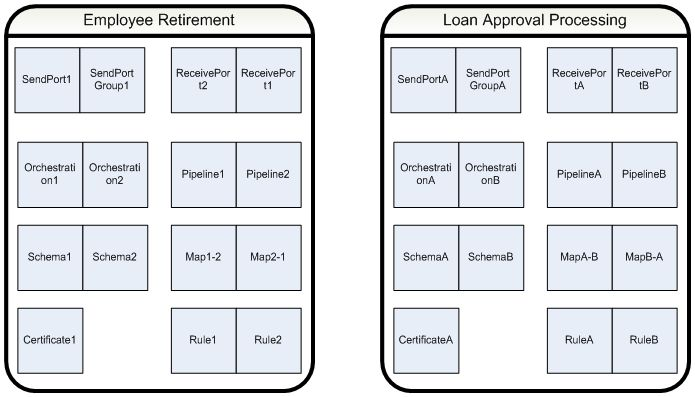 Employee Retirement
SendPort1
SendPort
Group1
ReceivePor
t2
ReceivePor
t1
Orchestrati
on1
Orchestrati
on2
Pipeline1
Pipeline2
Schema1
Schema2
Map1-2
Map2-1
Certificate1
Rule1
Rule2
Loan Approval Processing
SendPortA
SendPort
GroupA
ReceivePor
tA
ReceivePor
tB
Orchestrati
onA
Orchestrati
onB
PipelineA
PipelineB
SchemaA
SchemaB
MapA-B
MapB-A
CertificateA
RuleA
RuleB